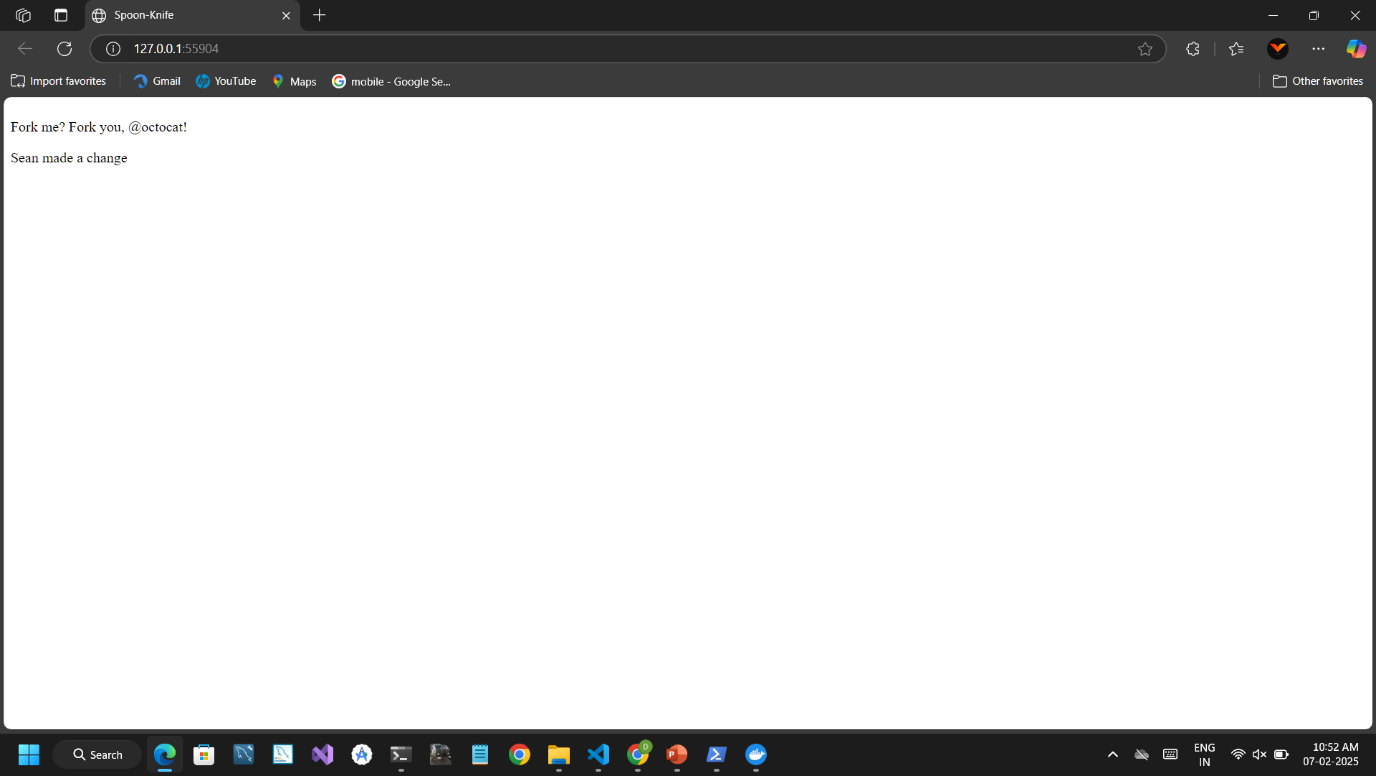 Spoon-Knife
127.0.0.1:55904
Import favorites
Gmail
YouTube
Maps
mobile - Google Se...
Other favorites
Fork me? Fork you, @octocat!
Sean made a change
Search
D
P
ENG
IN
10:52 AM
07-02-2025